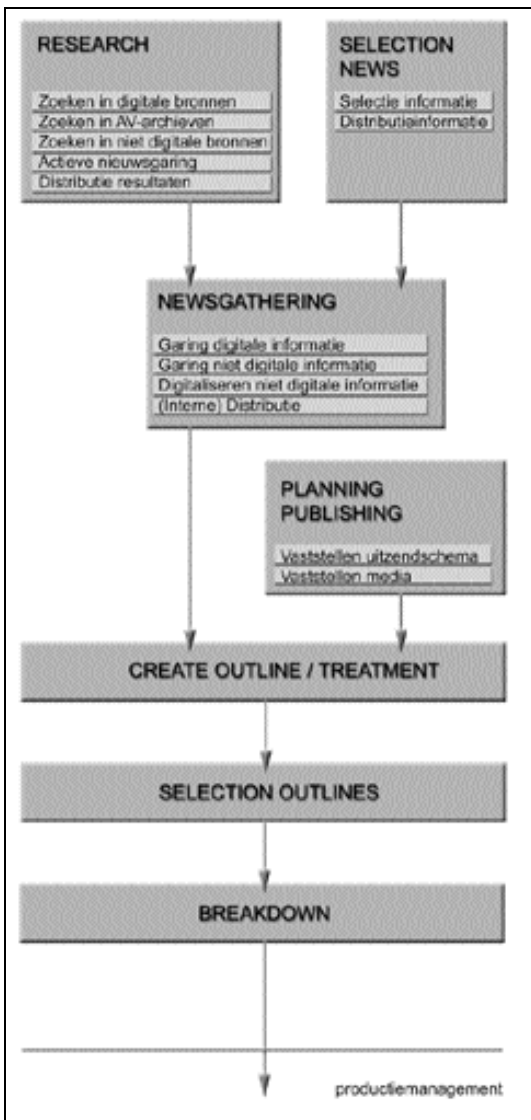 RESEARCH
Zoeken in digitale bronnen
Zoeken in AV-archieven
Zoeken in niet digitale bronnen
Actieve nieuwsgaring
Distributie resultaten
SELECTION
NEWS
Selectie informatie
Distributieinformatie
NEWSGATHERING
Garing digitale informatie
Garing niet digitale informatie
Digitaliseren niet digitale informatie
(Interne) Distributie
PLANNING
PUBLISHING
Vaststellen uitzendschema
Vaststellen media
CREATE OUTLINE / TREATMENT
SELECTION OUTLINES
BREAKDOWN
productiemanagement